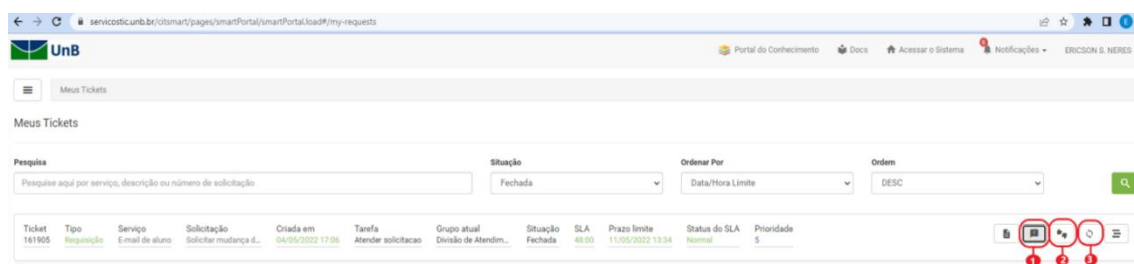 servicostic.unb.br/citsmart/pages/smartPortal/smartPortal.load#/my-requests
UnB Portal do Conhecimento Docs Acessar o Sistema Notificações ERICSON S. NERES
Meus Tickets
Meus Tickets
Pesquisa Situação Ordenar Por Ordem
Pesquise aqui por serviço, descrição ou número de solicitação Fechada Data/Hora Limite DESC
Ticket Tipo Serviço Solicitação Criada em Tarefa Grupo atual Situação SLA Prazo limite Status do SLA Prioridade
161905 Requisição E-mail de aluno Solicitar mudança d... 04/05/2022 17:06 Atender solicitacao Divisão de Atendim... Fechada 48:00 11/05/2022 13:34 Normal 5
1 2 3